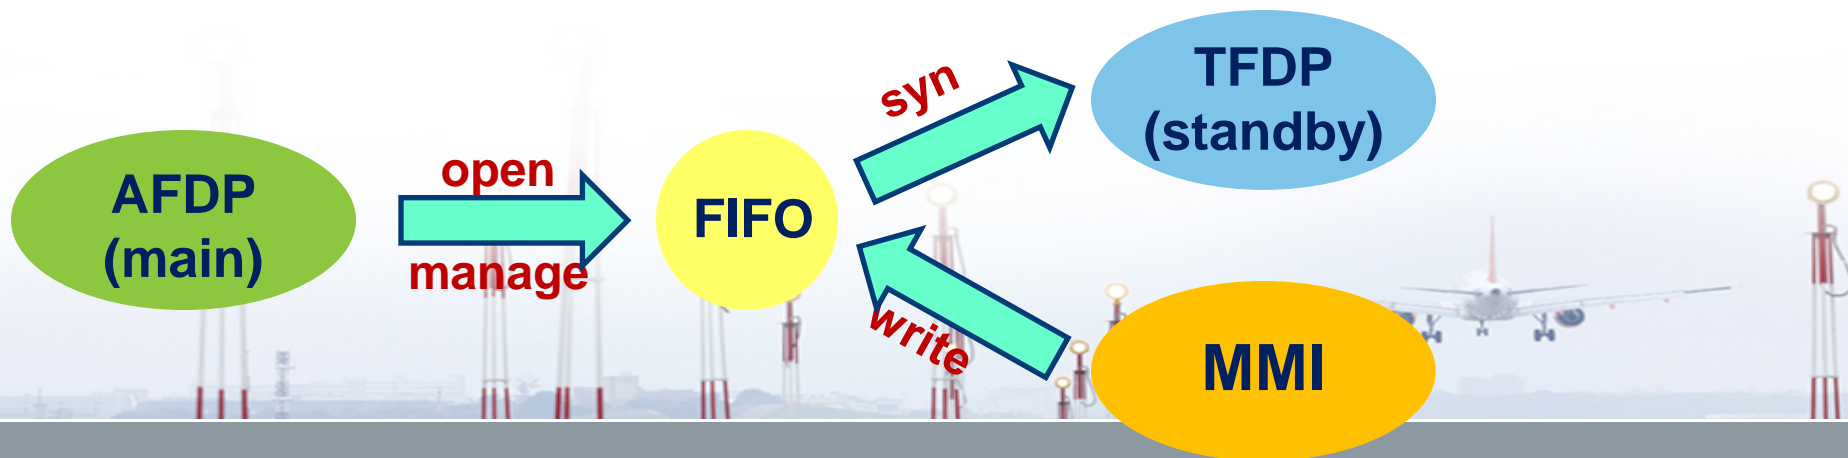 AFDP
(main)
open
manage
FIFO
syn
write
TFDP
(standby)
MMI